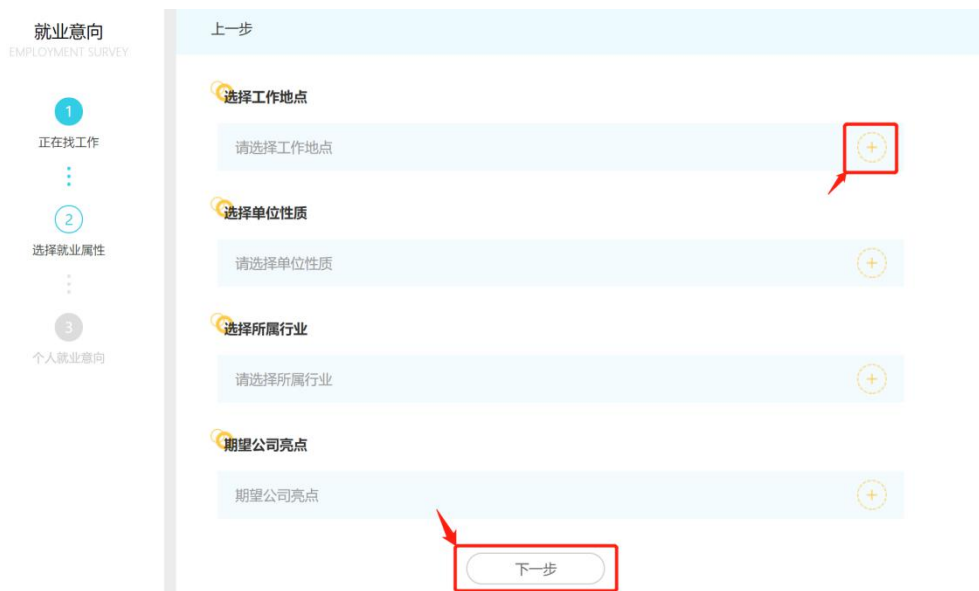 就业意向
EMPLOYMENT SURVEY
1
正在找工作
2
选择就业属性
3
个人就业意向
上一步
选择工作地点
请选择工作地点
+
选择单位性质
请选择单位性质
+
选择所属行业
请选择所属行业
+
期望公司亮点
期望公司亮点
+
下一步